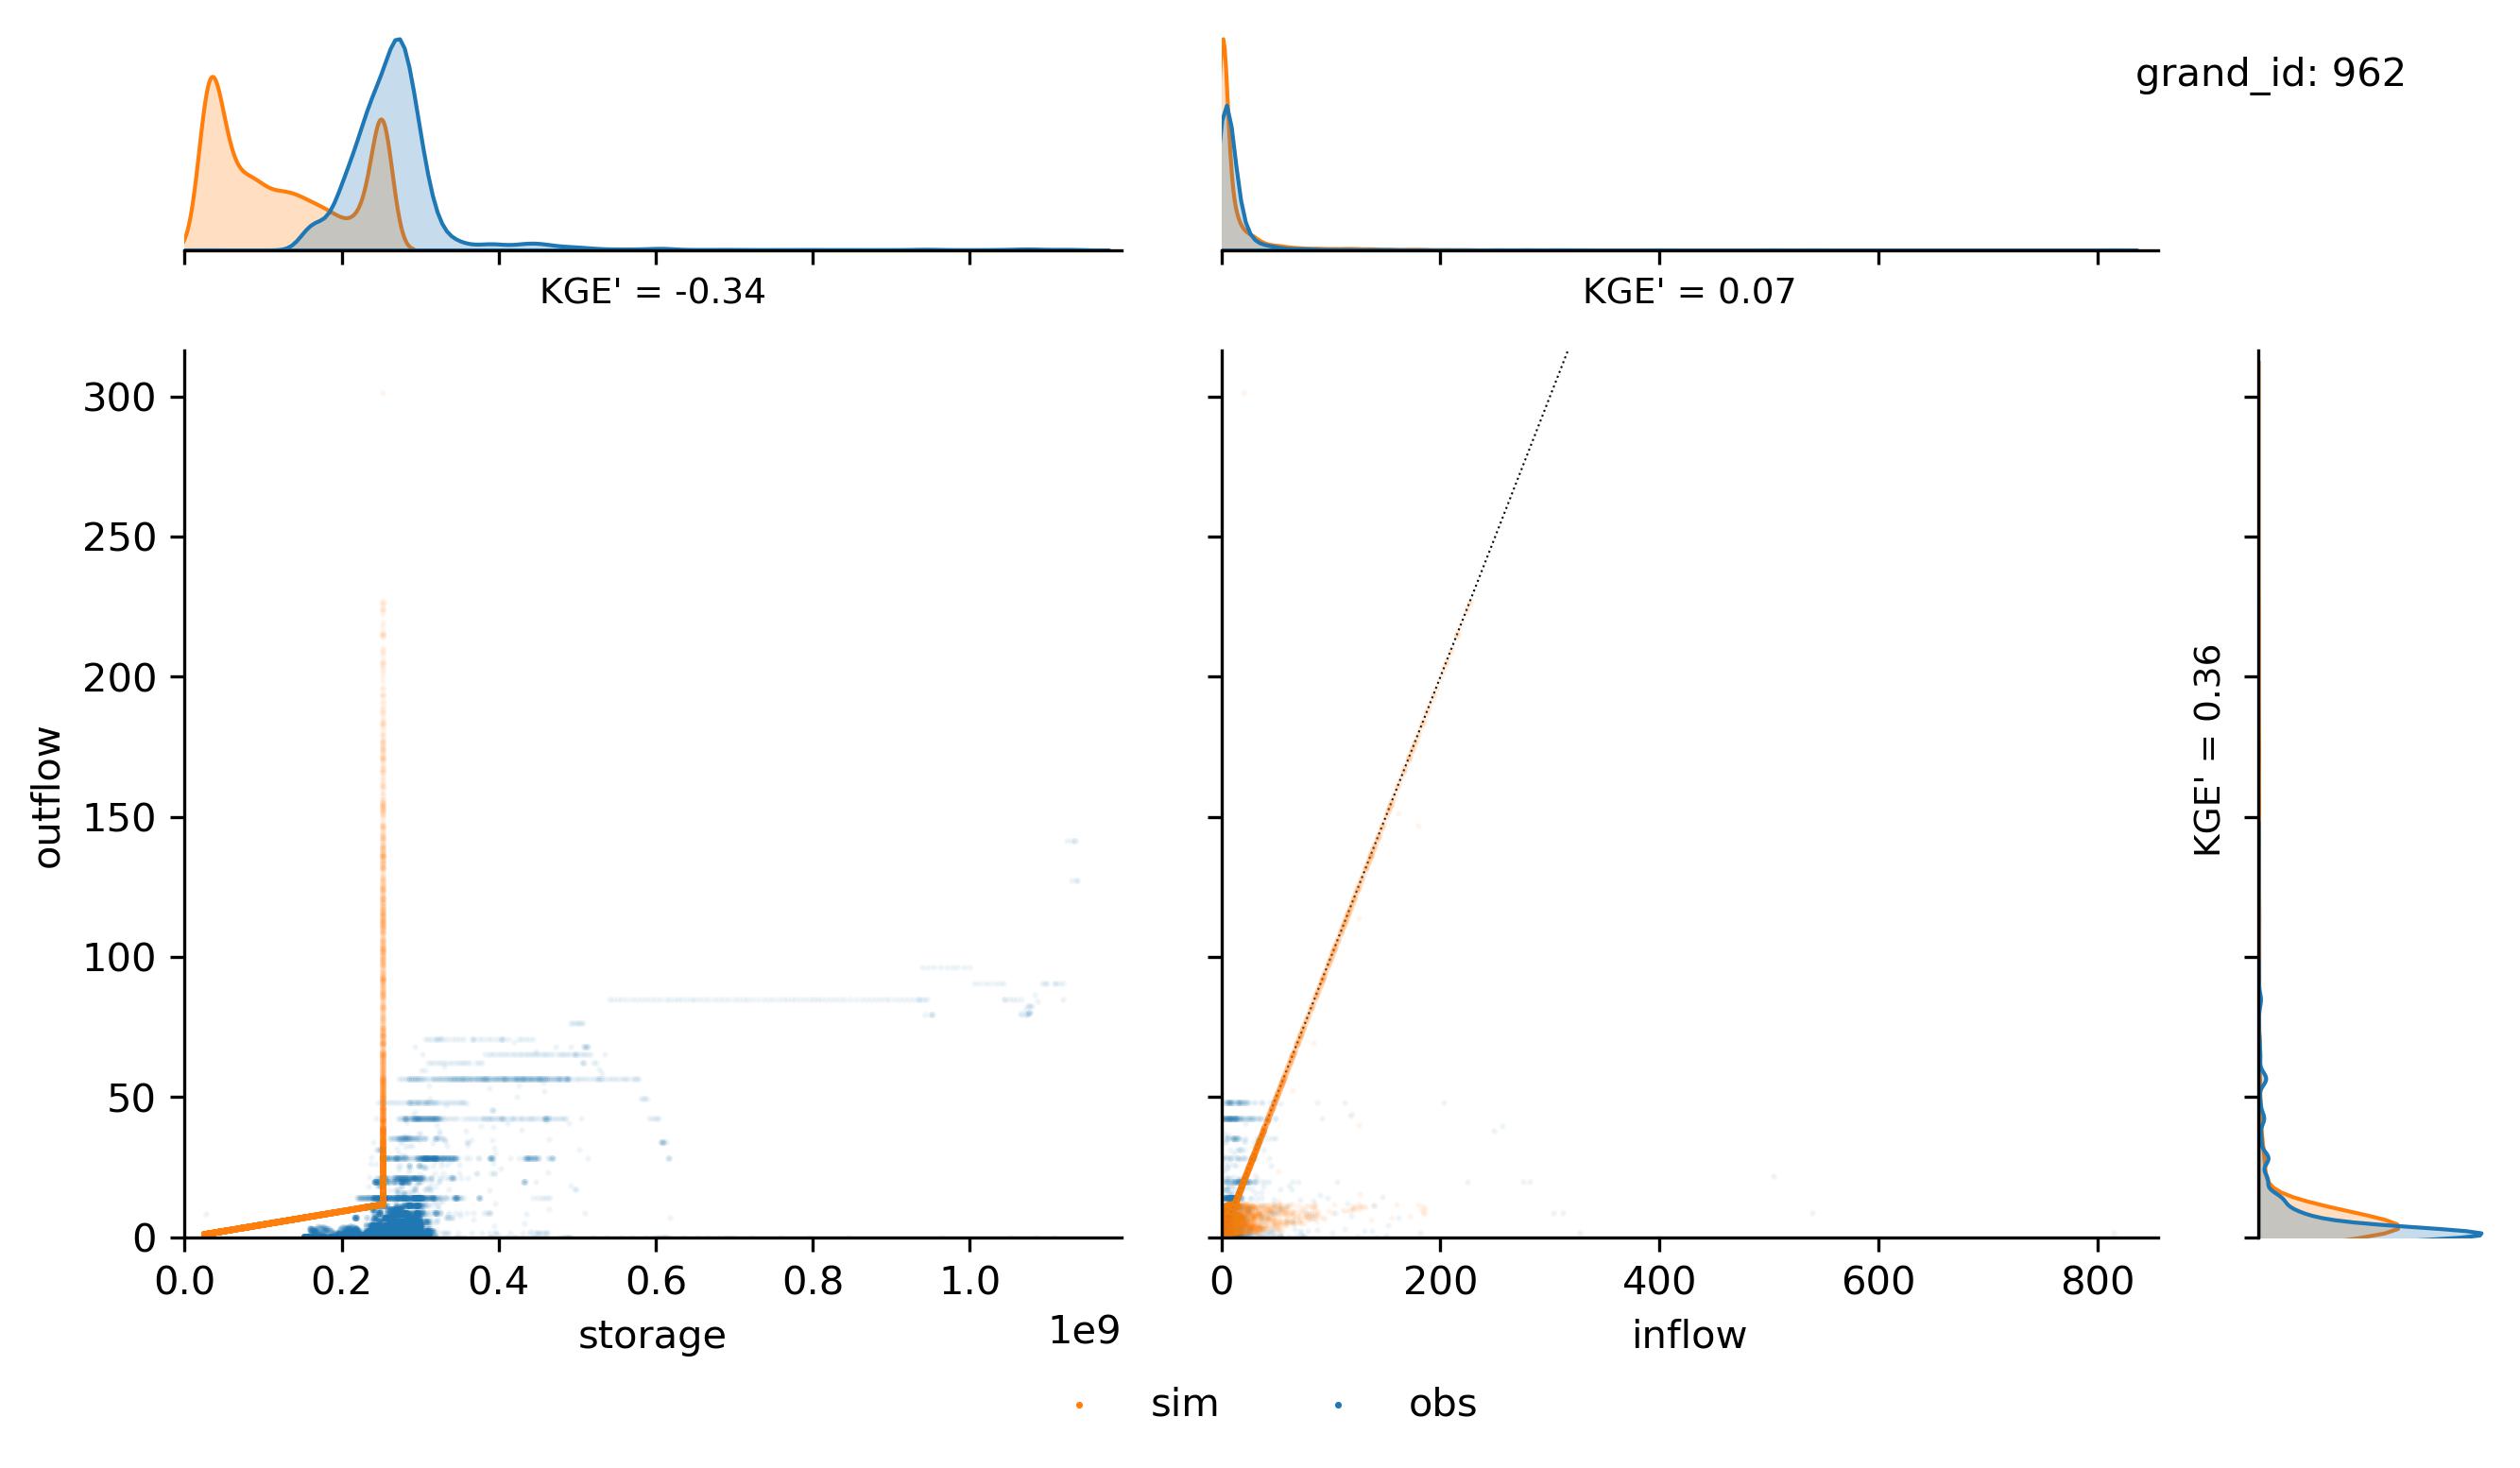 grand_id: 962
KGE' = -0.34
KGE' = 0.07
300
250
200
150
100
50
0
outflow
KGE' = 0.36
0.0 0.2 0.4 0.6 0.8 1.0
0 200 400 600 800
storage
1e9
inflow
sim
obs